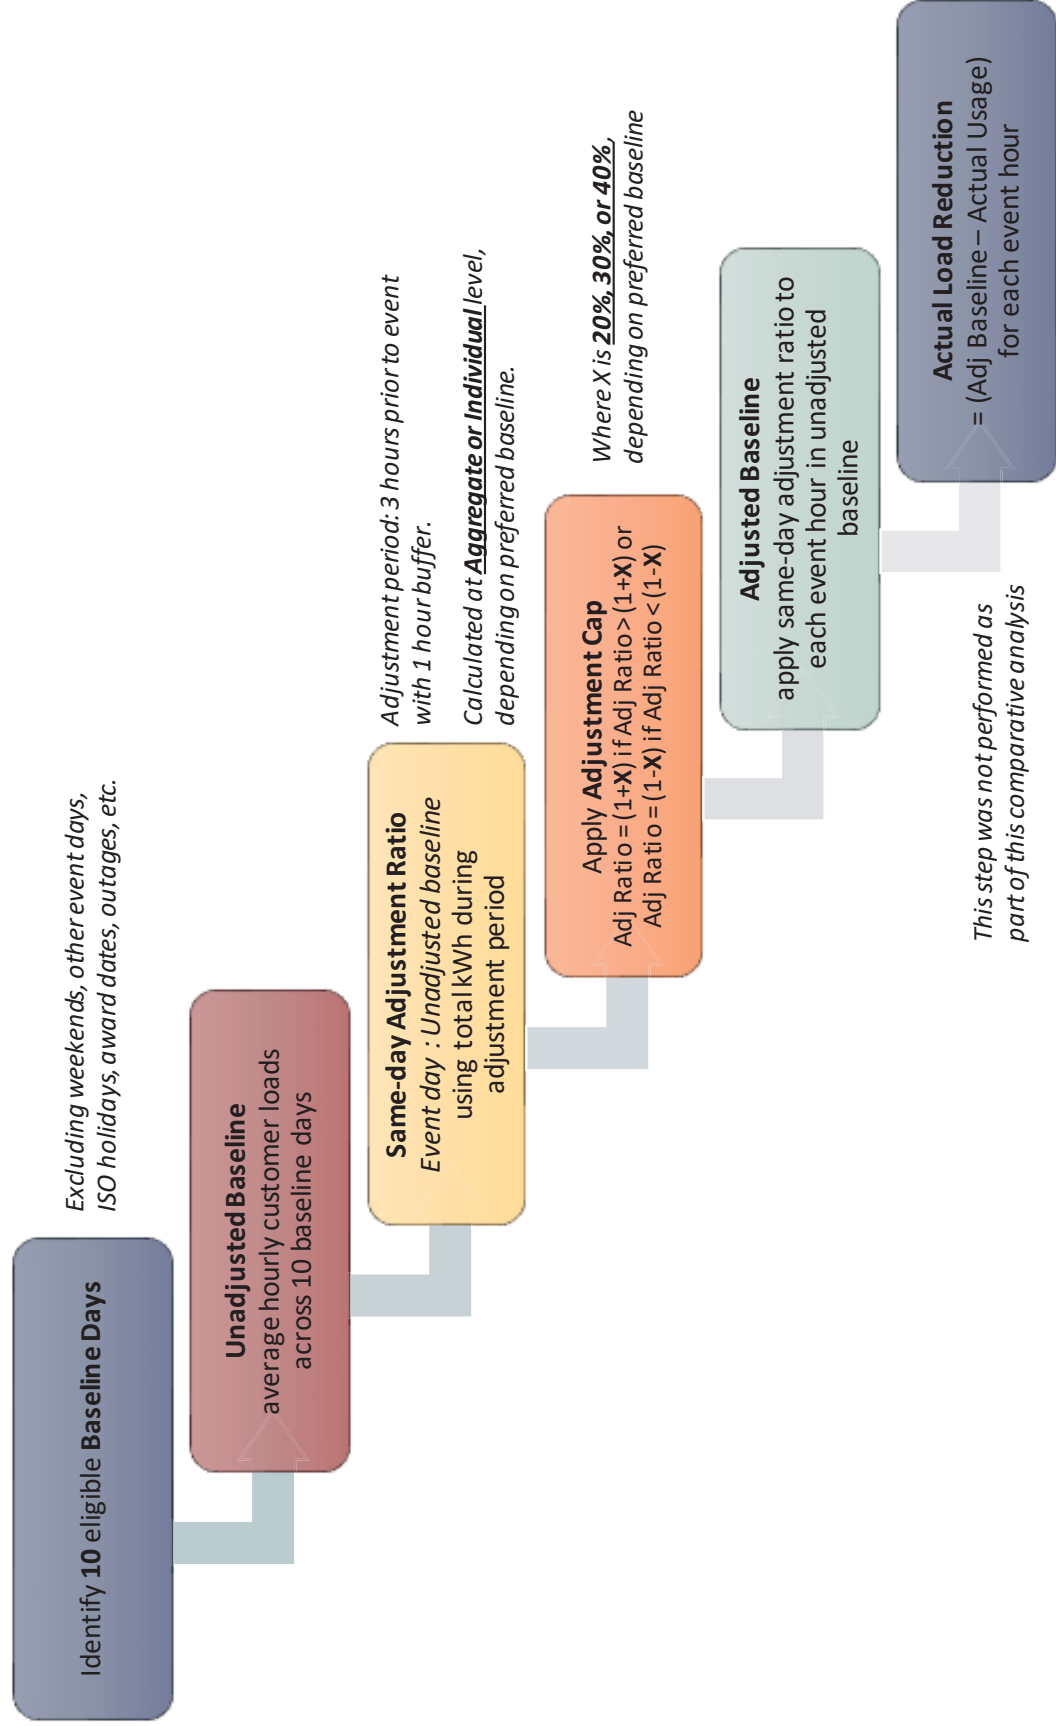 Identify 10 eligible Baseline Days
Excluding weekends, other event days,
ISO holidays, award dates, outages, etc.
Unadjusted Baseline
average hourly customer loads
across 10 baseline days
Same-day Adjustment Ratio
Event day : Unadjusted baseline
using total kWh during
adjustment period
Adjustment period: 3 hours prior to event
with 1 hour buffer.
Calculated at Aggregate or Individual level,
depending on preferred baseline.
Apply Adjustment Cap
Adj Ratio = (1+X) if Adj Ratio > (1+X) or
Adj Ratio = (1-X) if Adj Ratio < (1-X)
Where X is 20%, 30%, or 40%,
depending on preferred baseline
Adjusted Baseline
apply same-day adjustment ratio to
each event hour in unadjusted
baseline
Actual Load Reduction
= (Adj Baseline – Actual Usage)
for each event hour
This step was not performed as
part of this comparative analysis